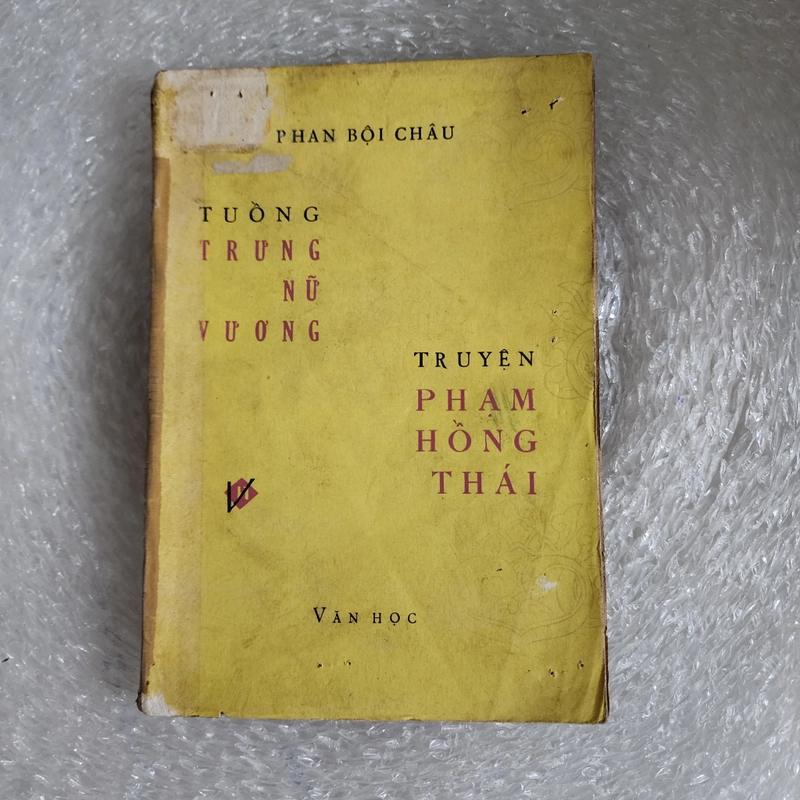 PHAN BỘI CHÂU
TUỒNG
TRƯNG
NỮ
VƯƠNG
TRUYỆN
PHẠM
HỒNG
THÁI
VĂN HỌC